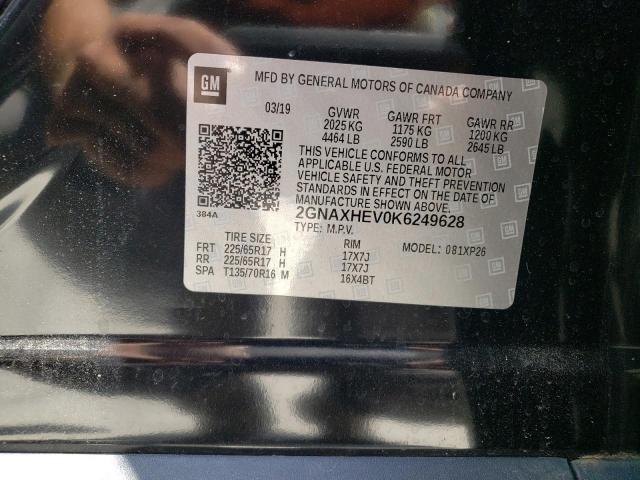 GM
MFD BY GENERAL MOTORS OF CANADA COMPANY
03/19 GVWR GAWR FRT GAWR RR
2025 KG 1175 KG 1200 KG
4464 LB 2590 LB 2645 LB
THIS VEHICLE CONFORMS TO ALL
APPLICABLE U.S. FEDERAL MOTOR
VEHICLE SAFETY AND THEFT PREVENTION
STANDARDS IN EFFECT ON THE DATE OF
MANUFACTURE SHOWN ABOVE.
384A
2GNAXHEV0K6249628
TYPE: M.P.V. MODEL: 081XP26
TIRE SIZE RIM
FRT 225/65R17 H 17X7J
RR 225/65R17 H 17X7J
SPA T135/70R16 M 16X4BT